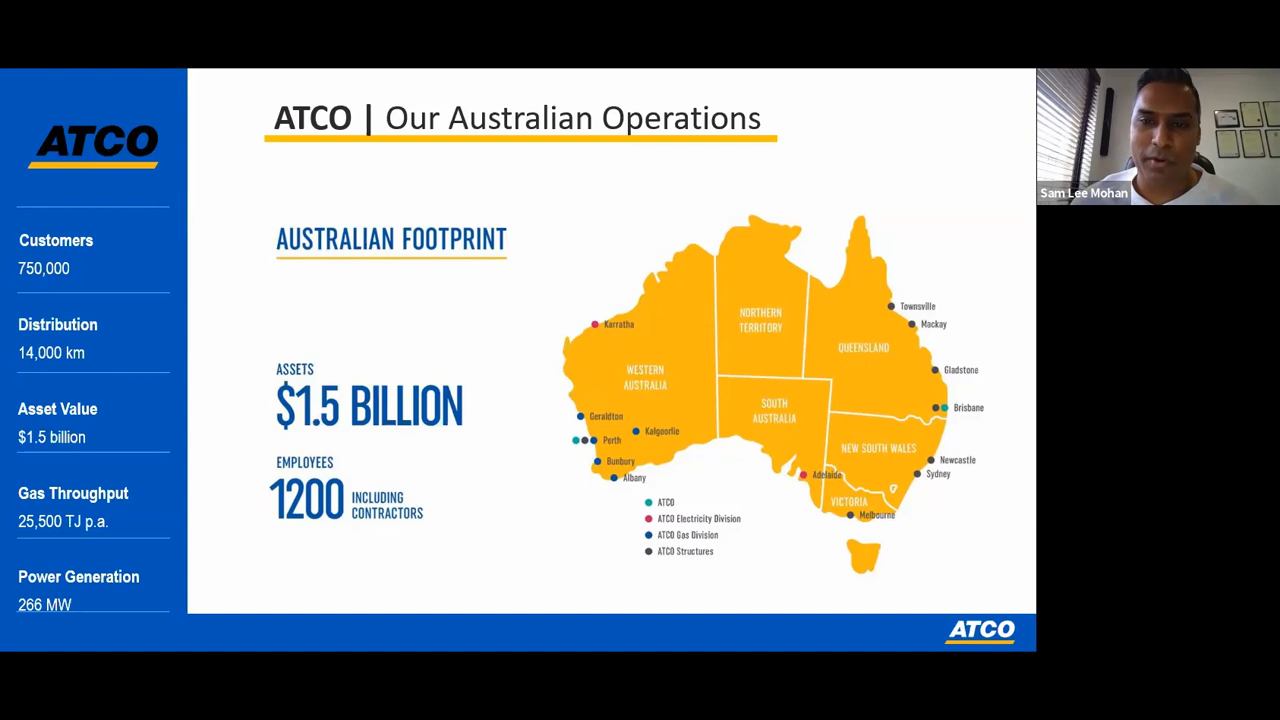 ATCO
Customers
750,000
Distribution
14,000 km
Asset Value
$1.5 billion
Gas Throughput
25,500 TJ p.a.
Power Generation
266 MW
ATCO | Our Australian Operations
AUSTRALIAN FOOTPRINT
ASSETS
$1.5 BILLION
EMPLOYEES
1200 INCLUDING
CONTRACTORS
NORTHERN
TERRITORY
Townsville
Karratha
Mackay
QUEENSLAND
WESTERN
AUSTRALIA
Gladstone
SOUTH
AUSTRALIA
Brisbane
Geraldton
Kalgoorlie
Perth
NEW SOUTH WALES
Newcastle
Bunbury
Sydney
Adelaide
Albany
VICTORIA
Melbourne
ATCO
ATCO Electricity Division
ATCO Gas Division
ATCO Structures
ATCO
Sam Lee Mohan